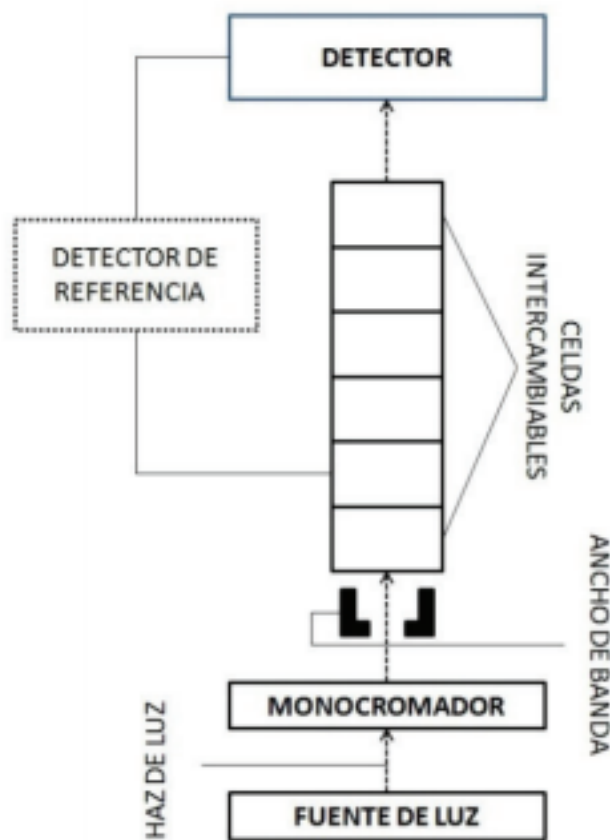 DETECTOR
DETECTOR DE
REFERENCIA
CELDAS
INTERCAMBIABLES
ANCHO DE BANDA
MONOCROMADOR
HAZ DE LUZ
FUENTE DE LUZ